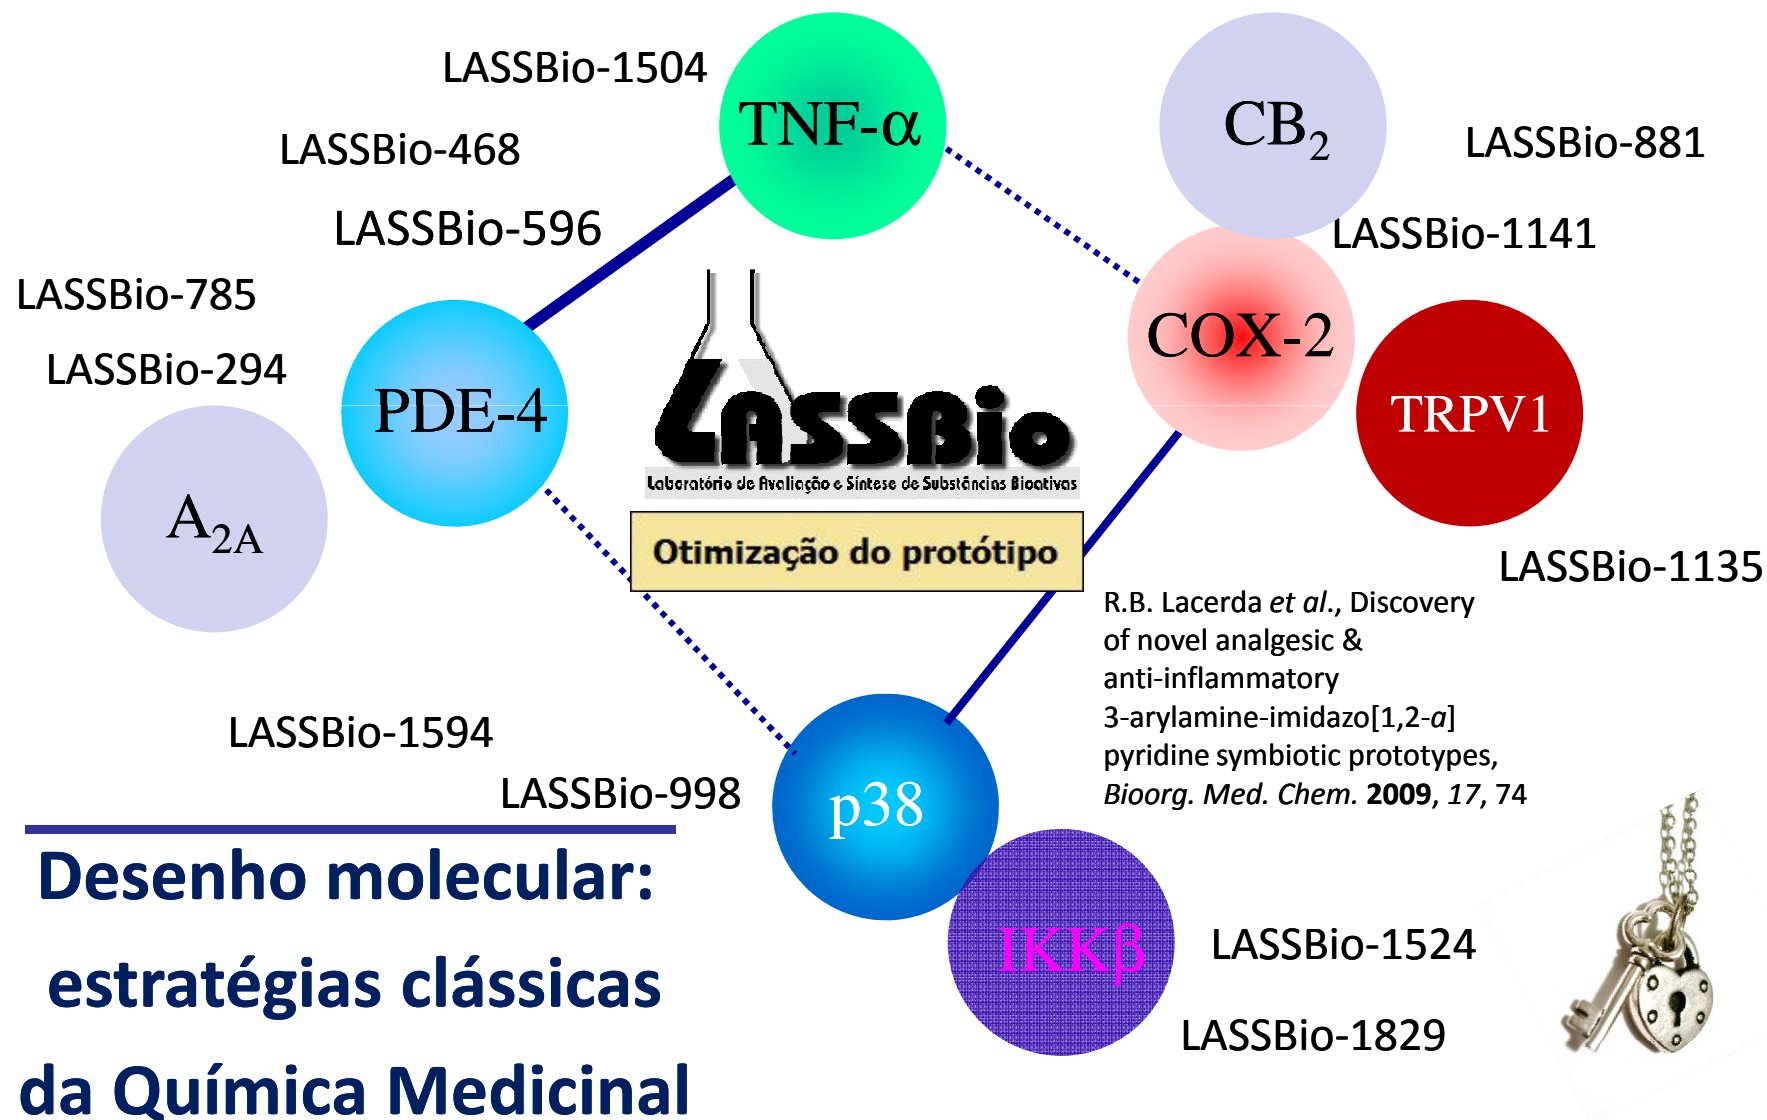 LASSBio-1504
TNF-α
CB₂
LASSBio-468
LASSBio-881
LASSBio-596
LASSBio-1141
LASSBio-785
COX-2
LASSBio-294
PDE-4
TRPV1
LASSBio
Laboratório de Avaliação e Síntese de Substâncias Bioativas
A₂A
Otimização do protótipo
LASSBio-1135
R.B. Lacerda et al., Discovery
of novel analgesic &
anti-inflammatory
3-arylamine-imidazo[1,2-a]
pyridine symbiotic prototypes,
Bioorg. Med. Chem. 2009, 17, 74
LASSBio-1594
LASSBio-998
p38
Desenho molecular:
estratégias clássicas
da Química Medicinal
IKKβ
LASSBio-1524
LASSBio-1829